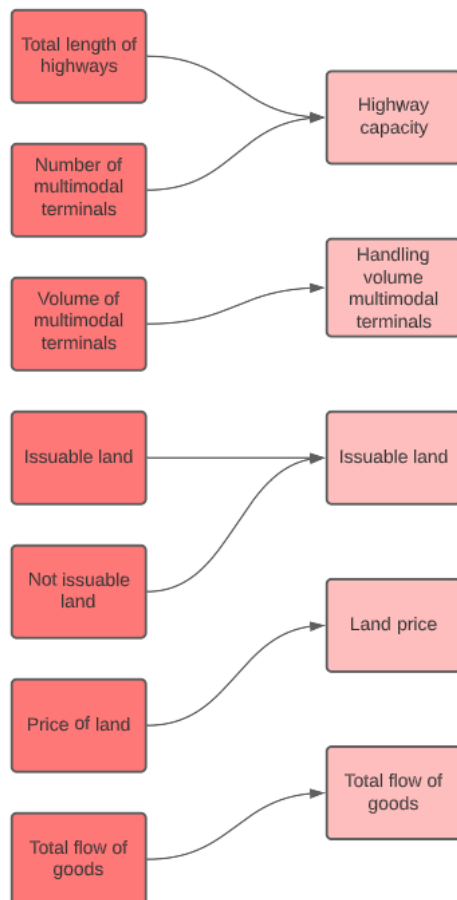 Total length of
highways
Number of
multimodal
terminals
Volume of
multimodal
terminals
Issuable land
Not issuable
land
Price of land
Total flow of
goods
Highway
capacity
Handling
volume
multimodal
terminals
Issuable land
Land price
Total flow of
goods